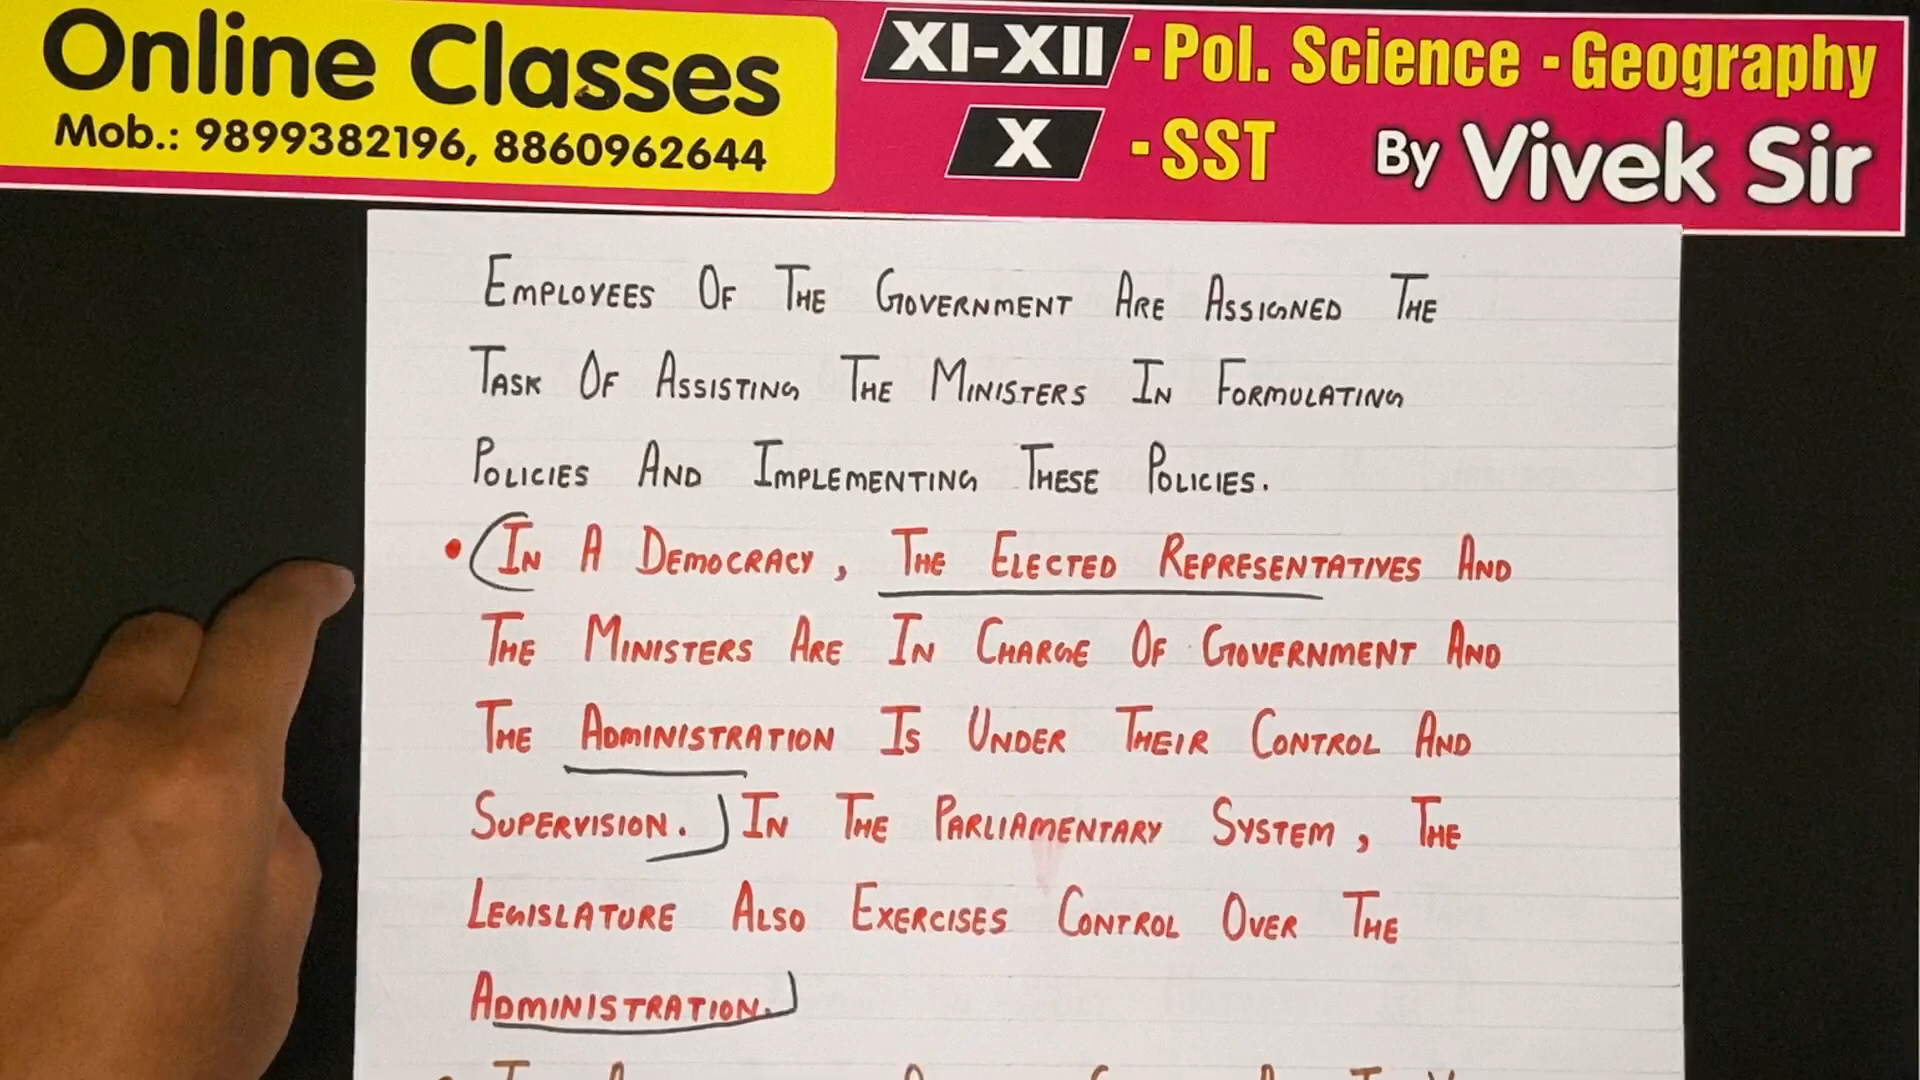 Online Classes
Mob.: 9899382196, 8860962644
XI-XII - Pol. Science - Geography
X - SST By Vivek Sir
EMPLOYEES OF THE GOVERNMENT ARE ASSIGNED THE
TASK OF ASSISTING THE MINISTERS IN FORMULATING
POLICIES AND IMPLEMENTING THESE POLICIES.
• IN A DEMOCRACY, THE ELECTED REPRESENTATIVES AND
THE MINISTERS ARE IN CHARGE OF GOVERNMENT AND
THE ADMINISTRATION IS UNDER THEIR CONTROL AND
SUPERVISION. IN THE PARLIAMENTARY SYSTEM, THE
LEGISLATURE ALSO EXERCISES CONTROL OVER THE
ADMINISTRATION.